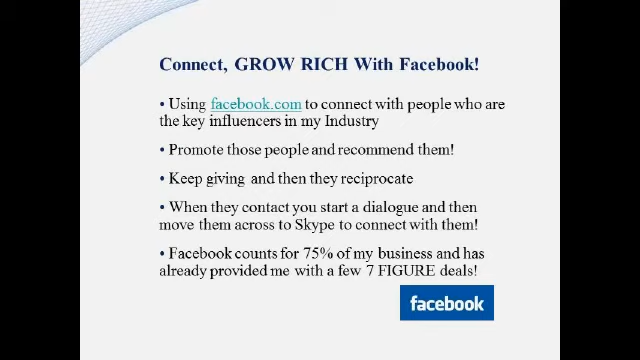 Connect, GROW RICH With Facebook!
• Using facebook.com to connect with people who are
the key influencers in my Industry
• Promote those people and recommend them!
• Keep giving and then they reciprocate
• When they contact you start a dialogue and then
move them across to Skype to connect with them!
• Facebook counts for 75% of my business and has
already provided me with a few 7 FIGURE deals!
facebook